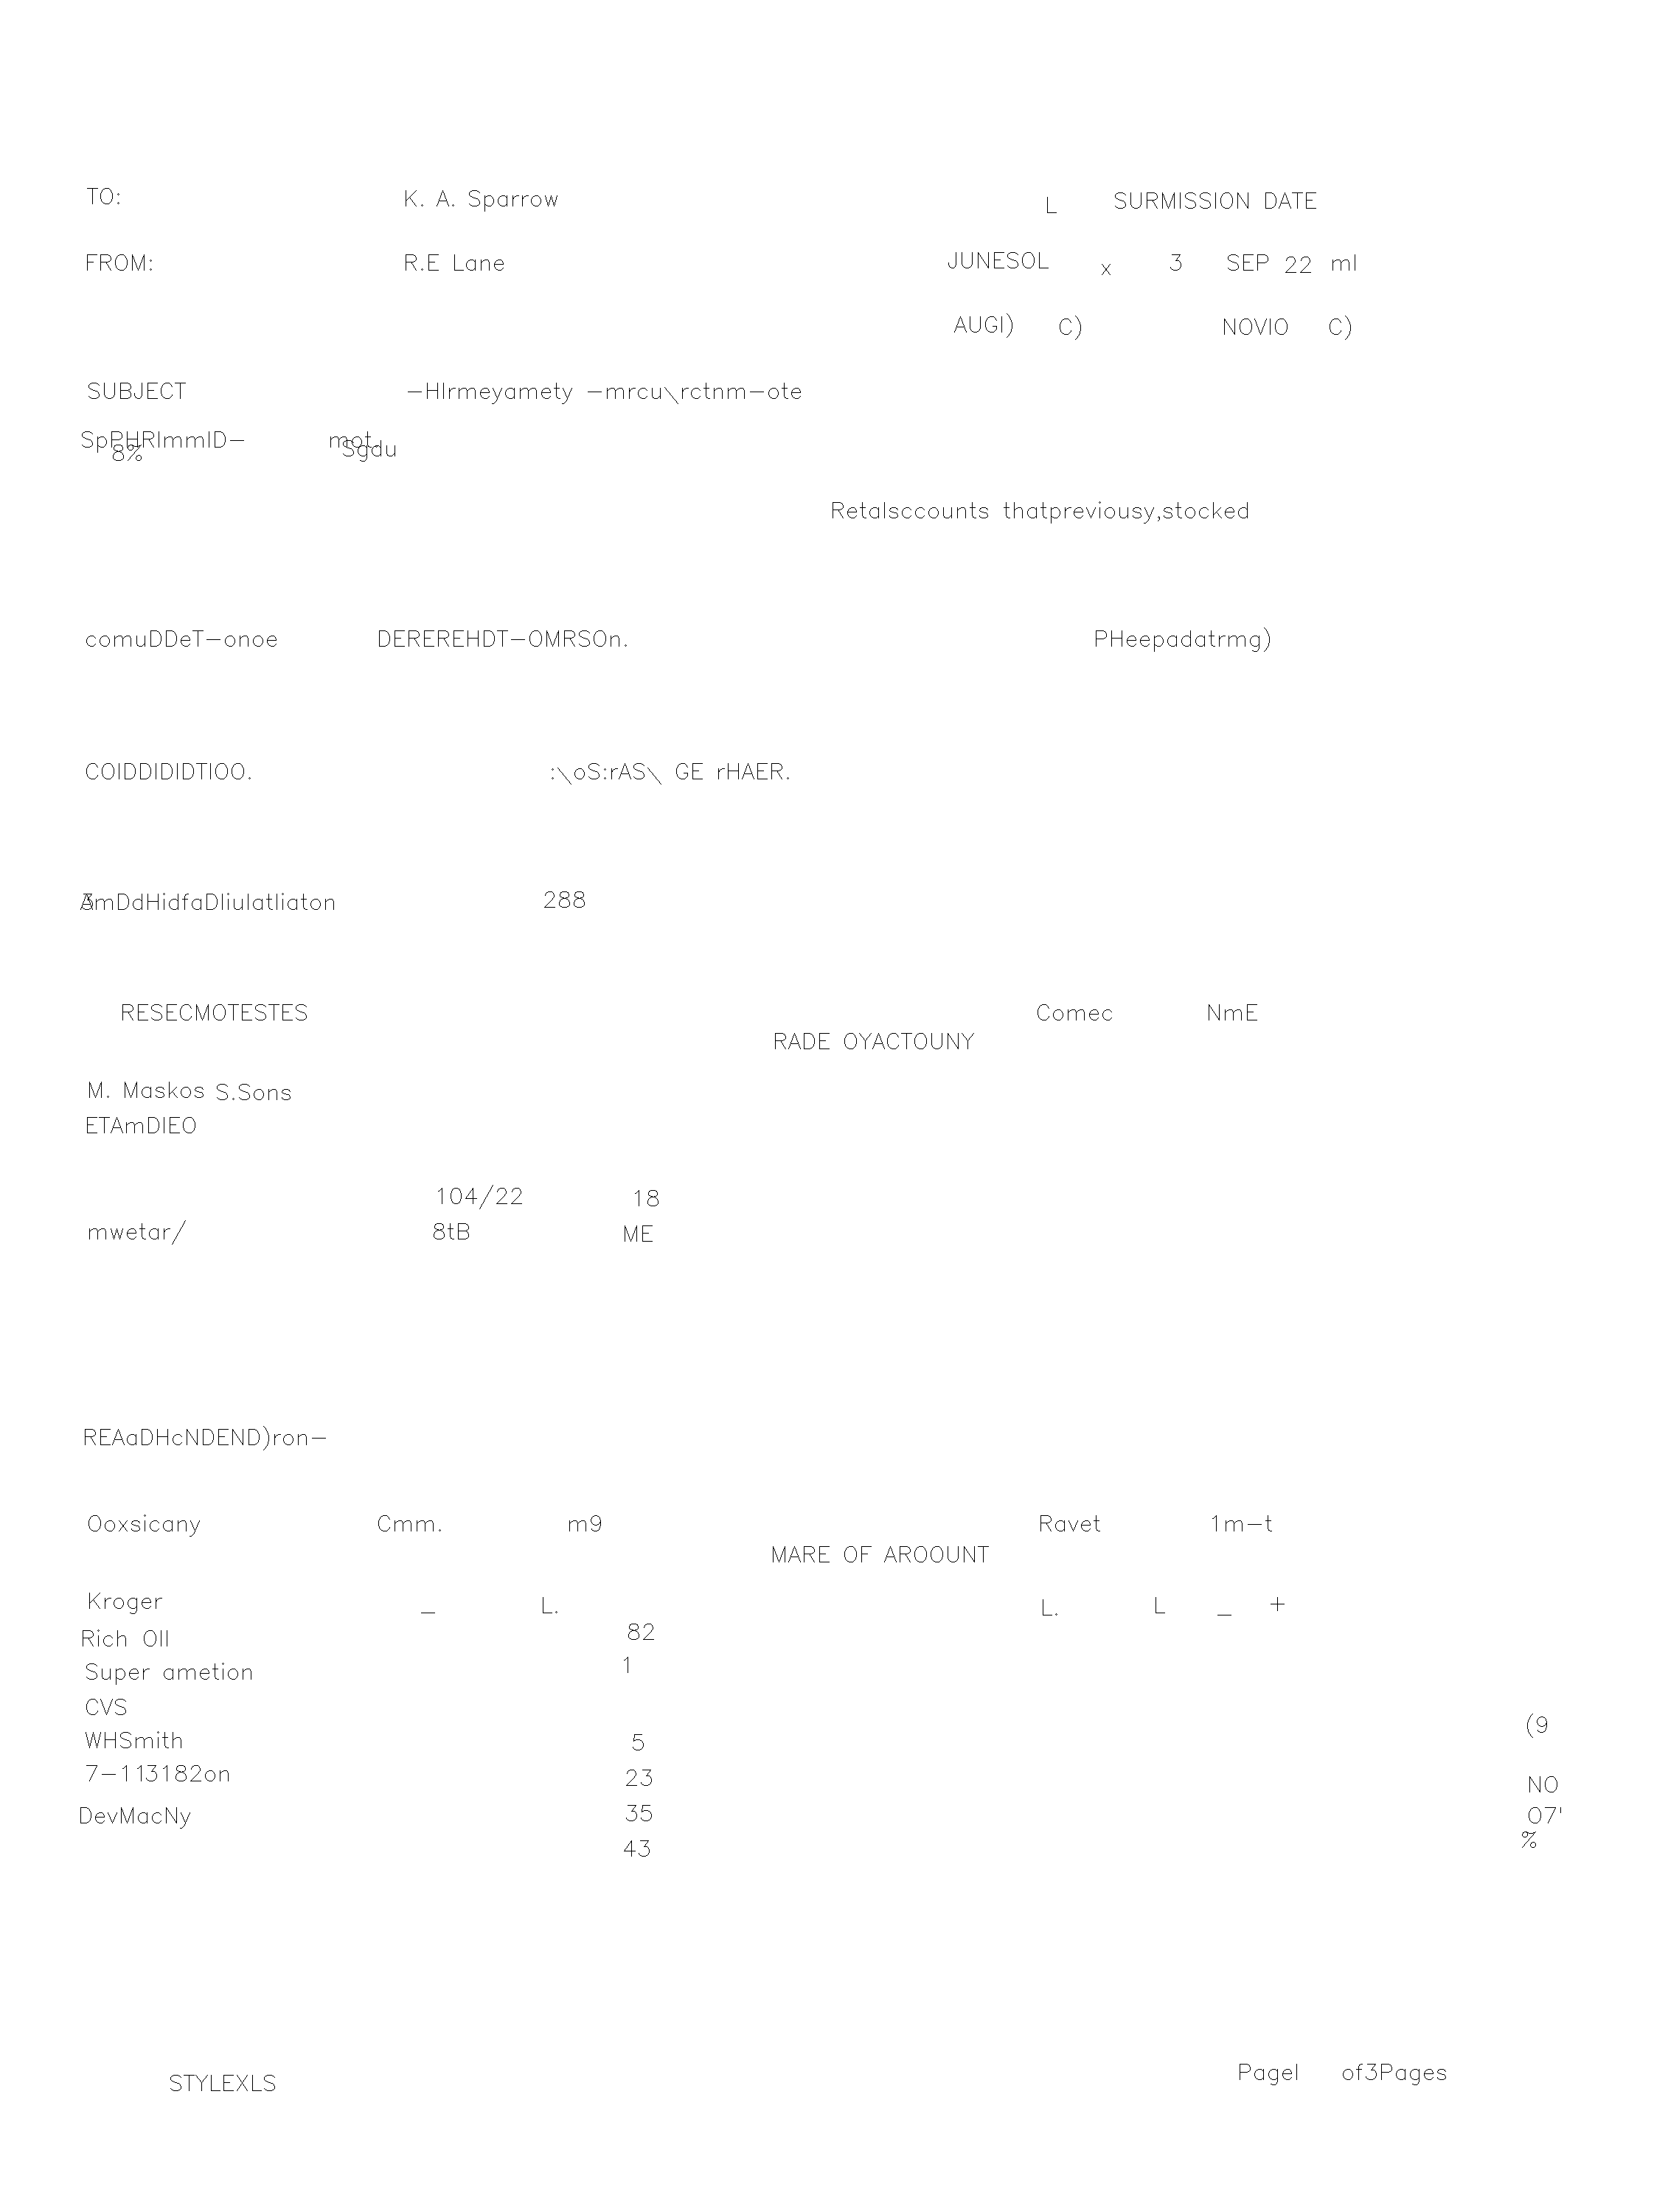 TO: K. A. Sparrow L SURMISSION DATE
FROM: R.E Lane JUNESOL x 3 SEP 22 ml
AUGI) C) NOVIO C)
SUBJECT -HIrmeyamety -mrcu\rctnm-ote
SpPHRImmID- mot.
8% Sgdu
Retalsccounts thatpreviousy,stocked
comuDDeT-onoe DEREREHDT-OMRSOn. PHeepadatrmg)
COIDDIDIDTIOO. :\oS:rAS\ GE rHAER.
AmDdHidfaDliulatliaton 288
RESECMOTESTES Comec NmE
RADE OYACTOUNY
M. Maskos S.Sons
ETAmDIEO
104/22 18
mwetar/ 8tB ME
REAaDHcNDEND)ron-
Ooxsicany Cmm. m9 Ravet 1m-t
MARE OF AROOUNT
Kroger _ L. L. L _ +
Rich Oll 82
Super ametion 1
CVS
(9
WHSmith 5
7-113182on 23
NO
DevMacNy 35 07'
43 %
STYLEXLS Pagel of3Pages